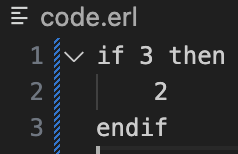 code.erl
1 if 3 then
2     2
3 endif